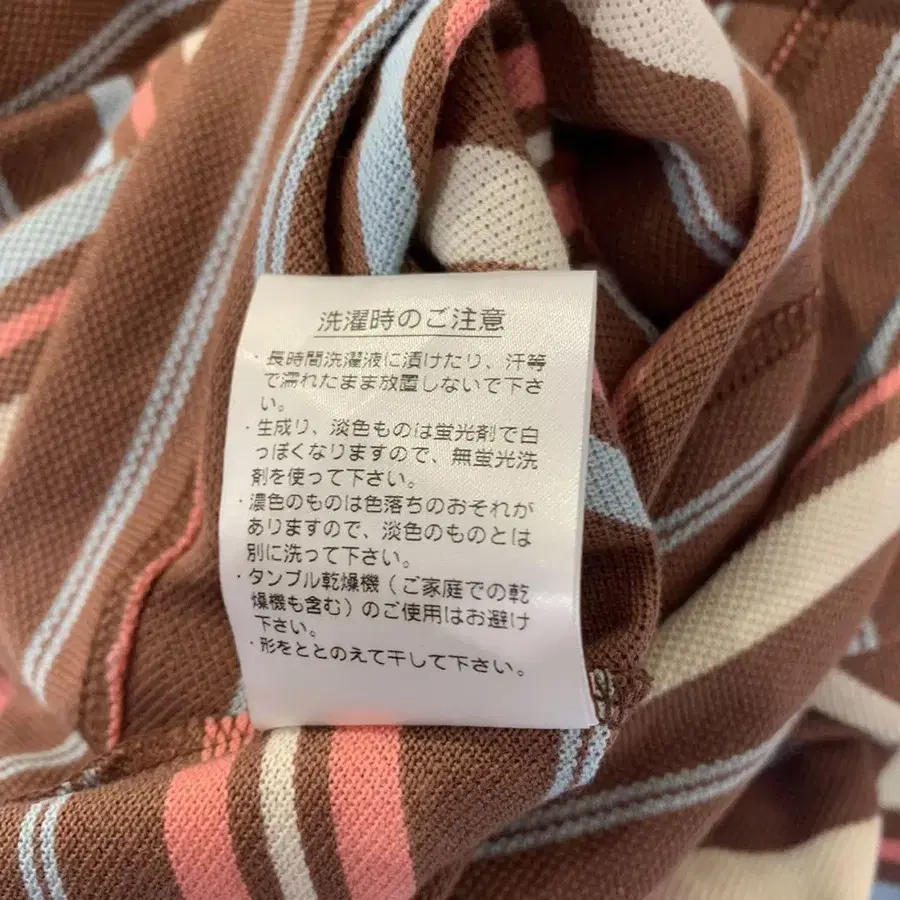 洗濯時のご注意
・長時間洗濯液に漬けたり、汗等
で濡れたまま放置しないで下さ
い。
・生成り、淡色ものは蛍光剤で白
っぽくなりますので、無蛍光洗
剤を使って下さい。
・濃色のものは色落ちのおそれが
ありますので、淡色のものとは
別に洗って下さい。
・タンブル乾燥機（ご家庭での乾
燥機も含む）のご使用はお避け
下さい。
・形をととのえて干して下さい。